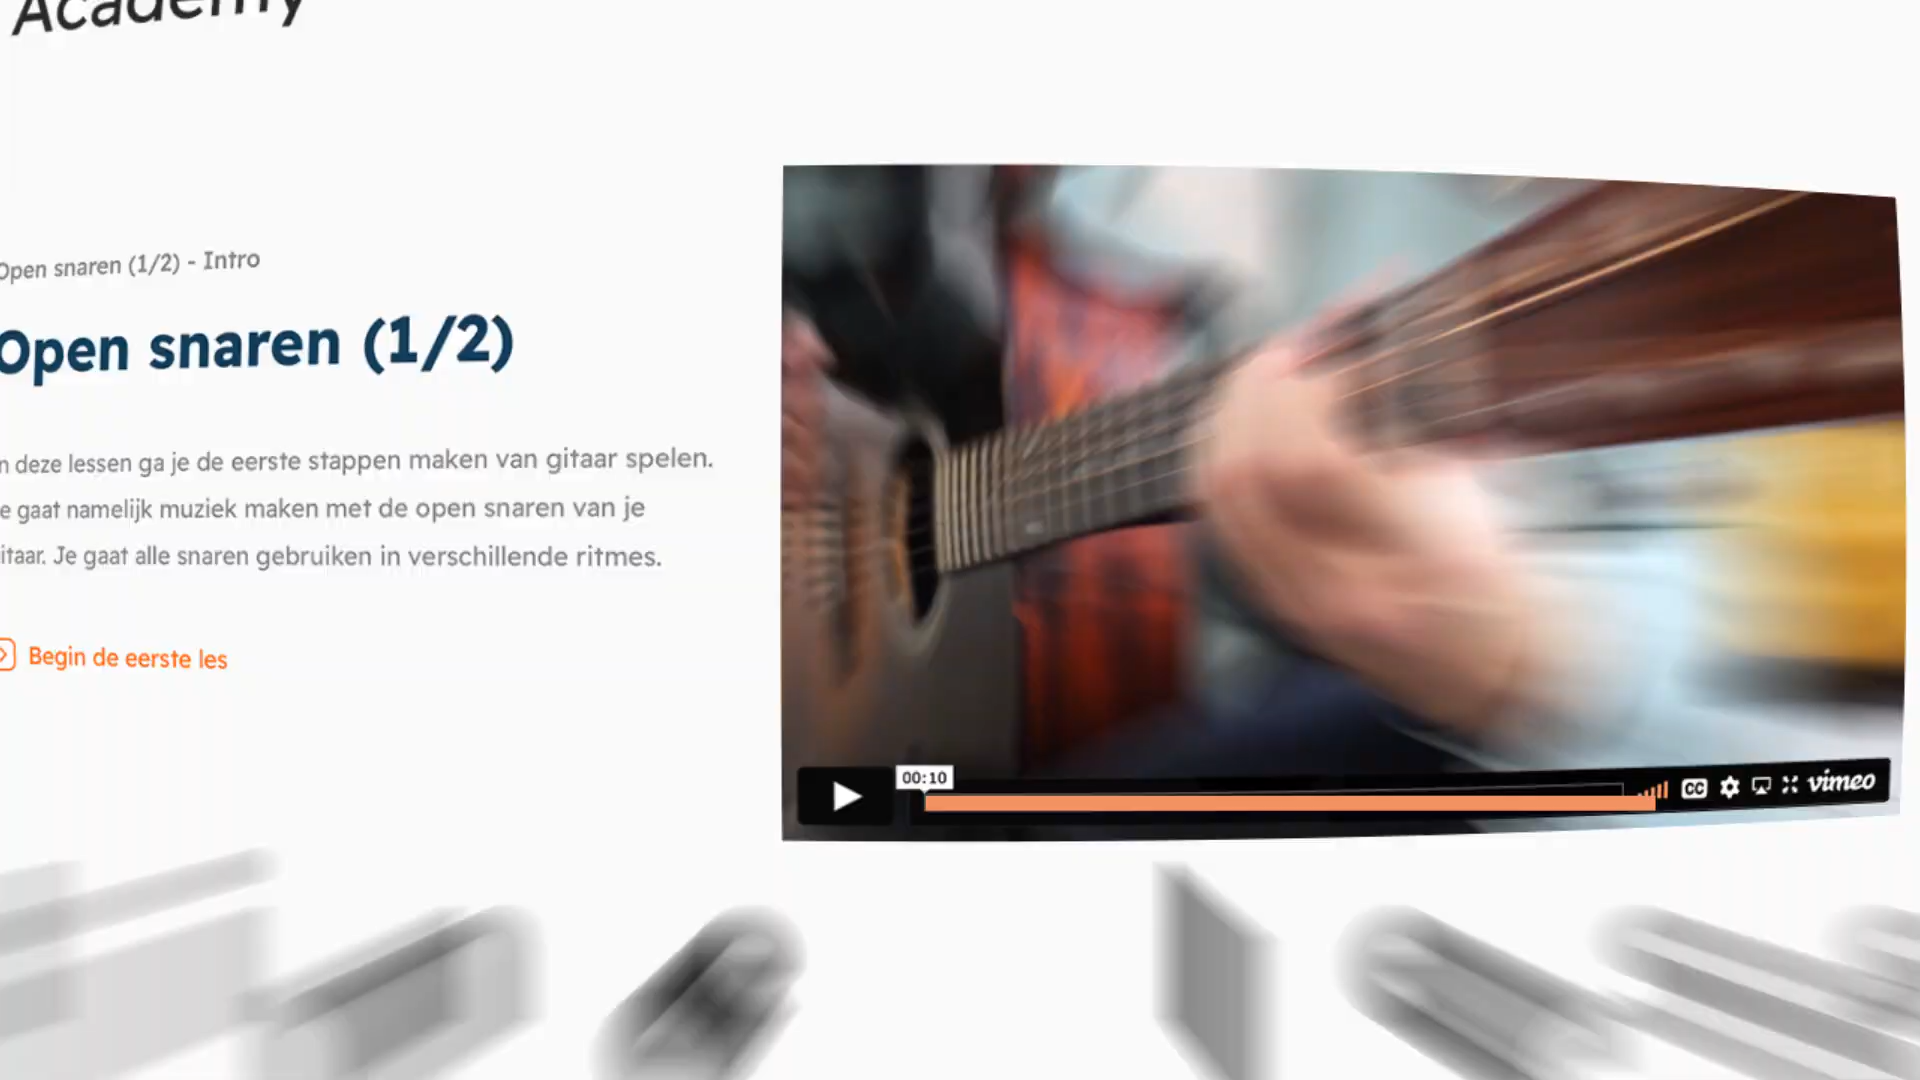 Academy
Open snaren (1/2) - Intro
Open snaren (1/2)
n deze lessen ga je de eerste stappen maken van gitaar spelen.
e gaat namelijk muziek maken met de open snaren van je
itaar. Je gaat alle snaren gebruiken in verschillende ritmes.
Begin de eerste les
00:10
CC
vimeo